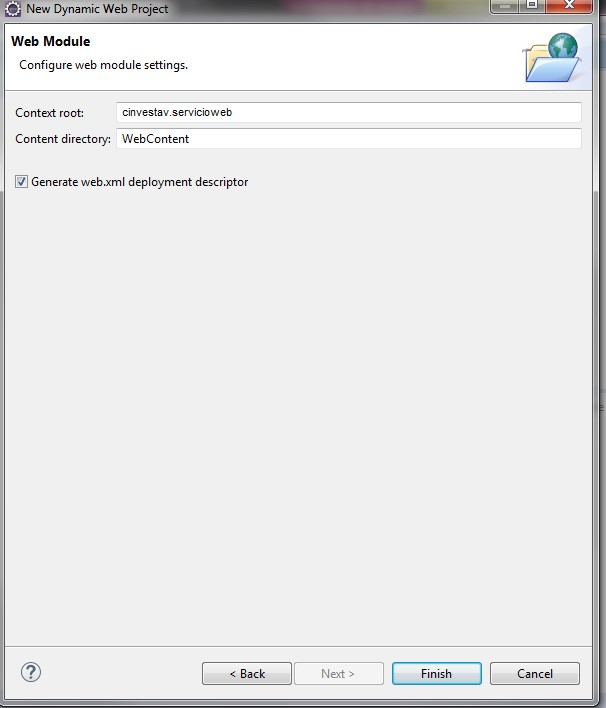 New Dynamic Web Project
Web Module
Configure web module settings.
Context root: cinvestav.servicioweb
Content directory: WebContent
Generate web.xml deployment descriptor
? < Back Next > Finish Cancel